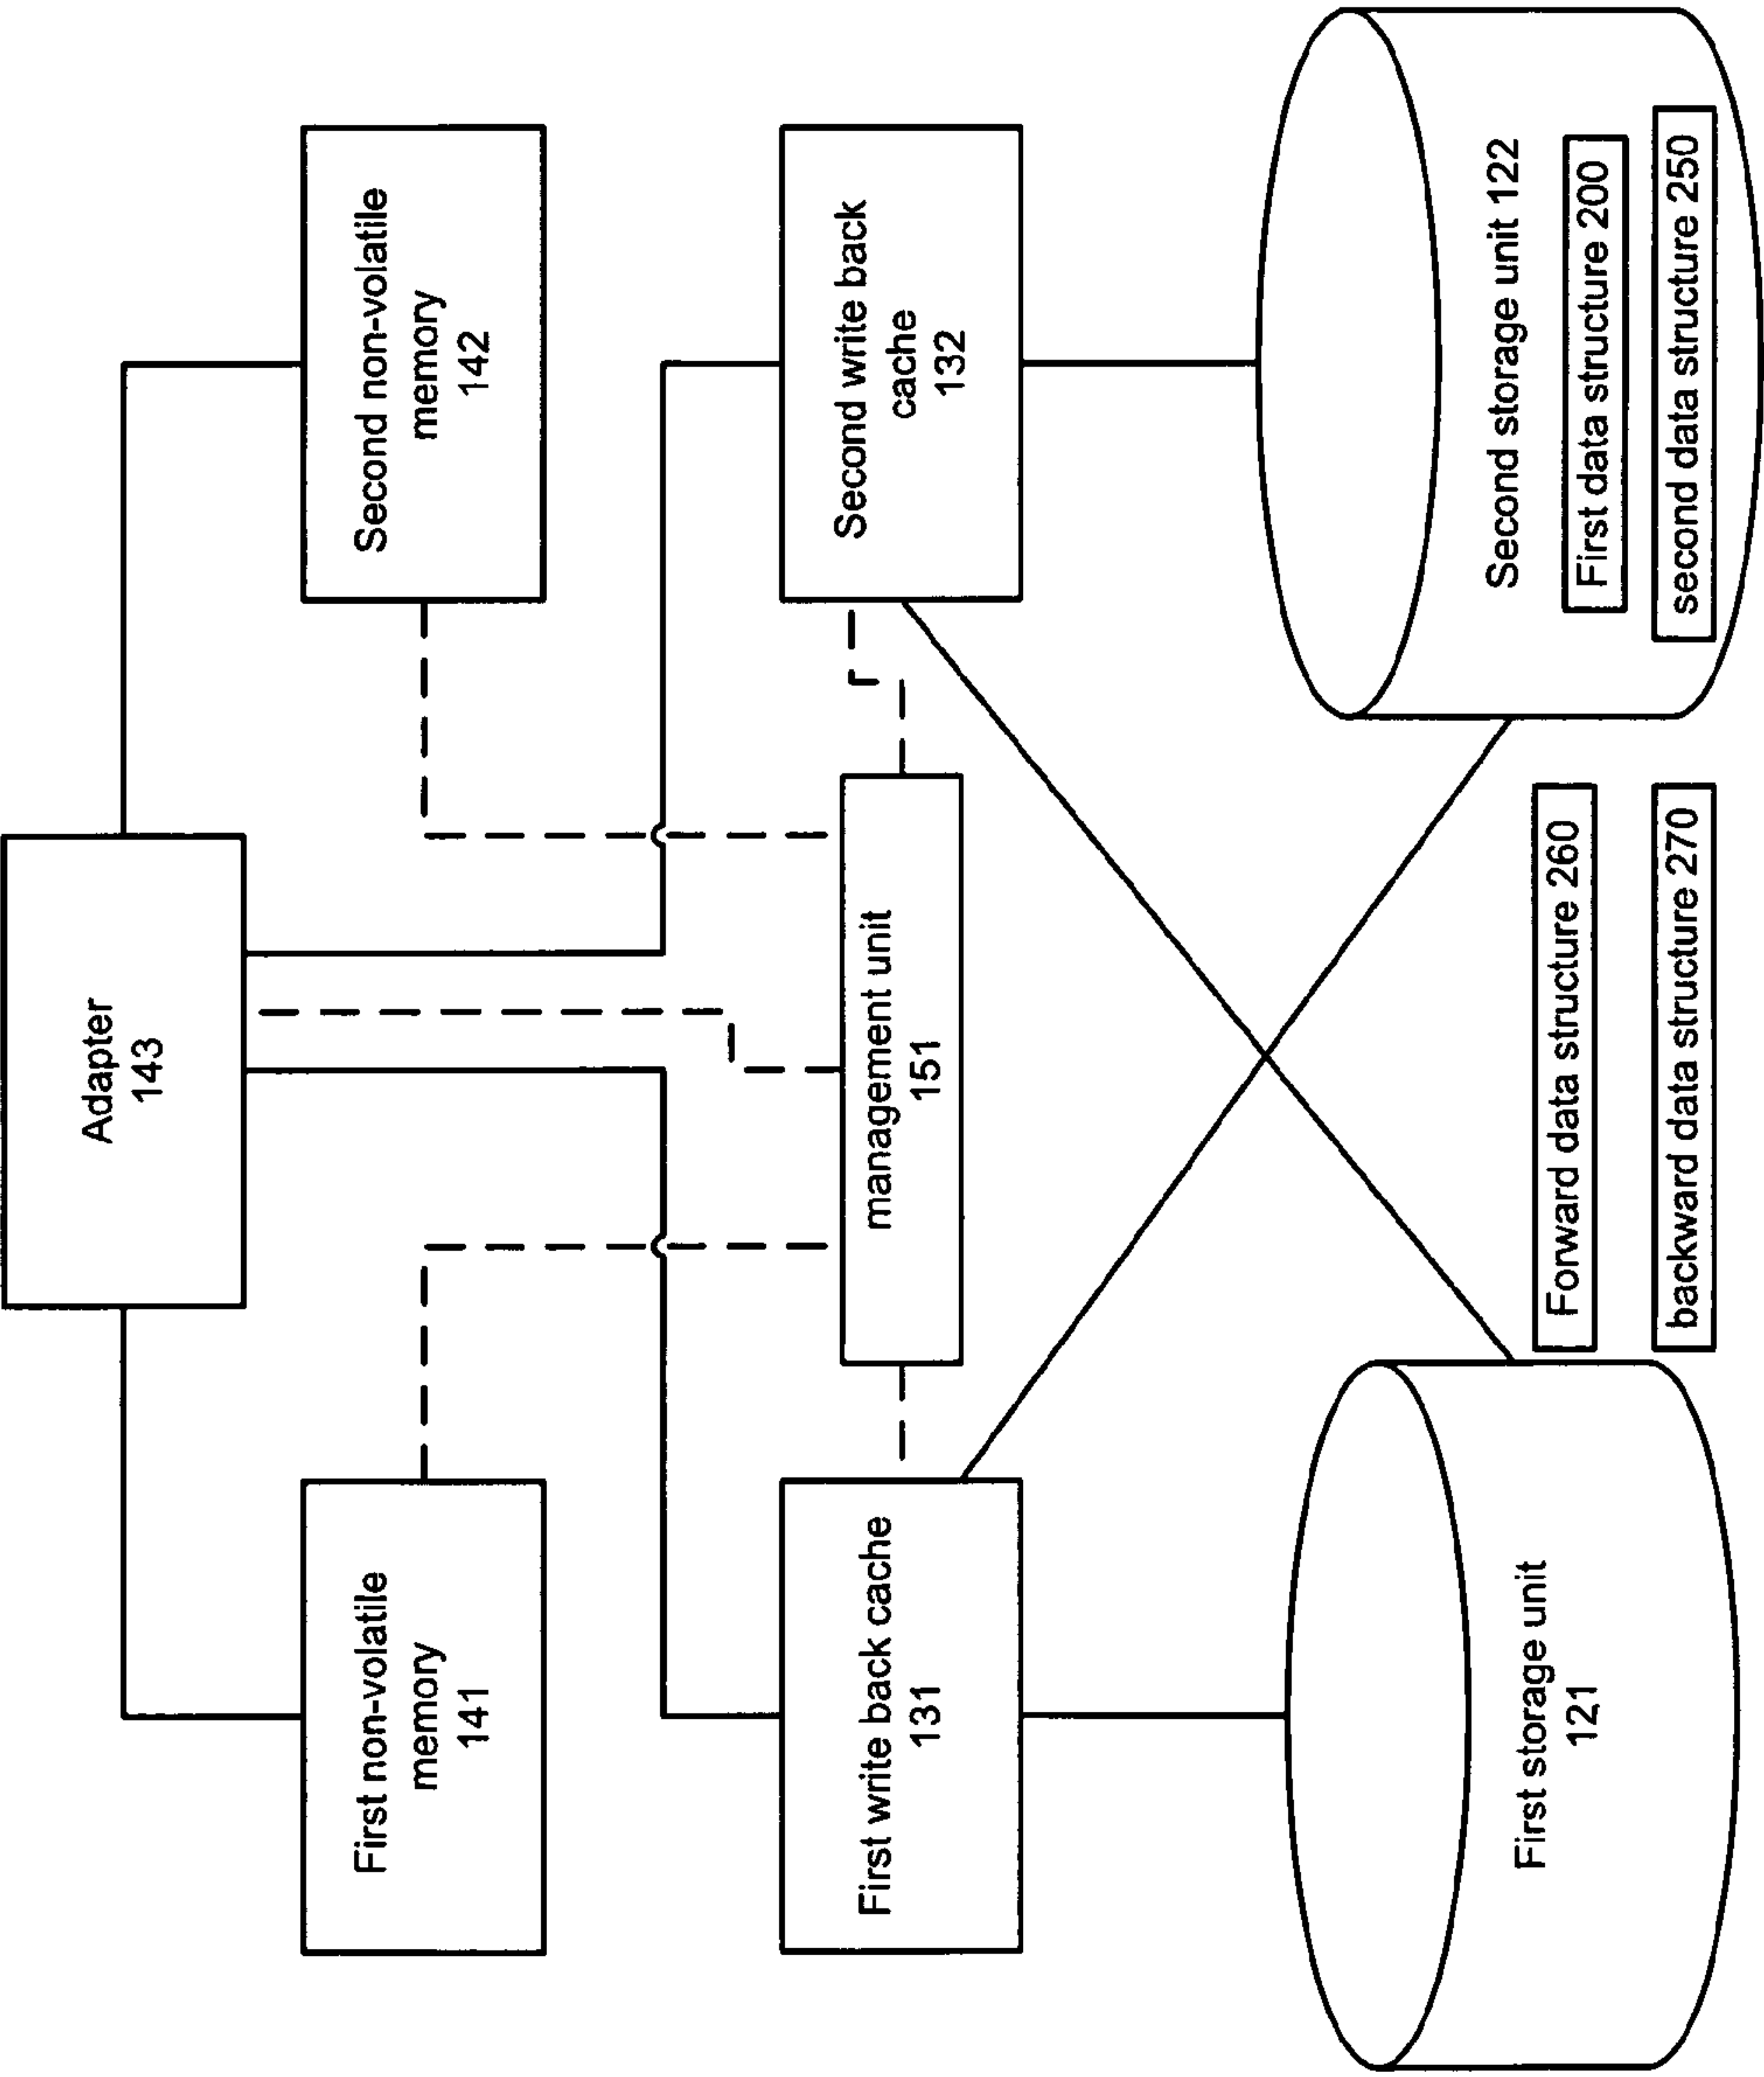 Adapter
143
First non-volatile
memory
141
Second non-volatile
memory
142
First write back cache
131
management unit
151
Second write back
cache
132
First storage unit
121
Forward data structure 260
backward data structure 270
Second storage unit 122
First data structure 200
second data structure 250